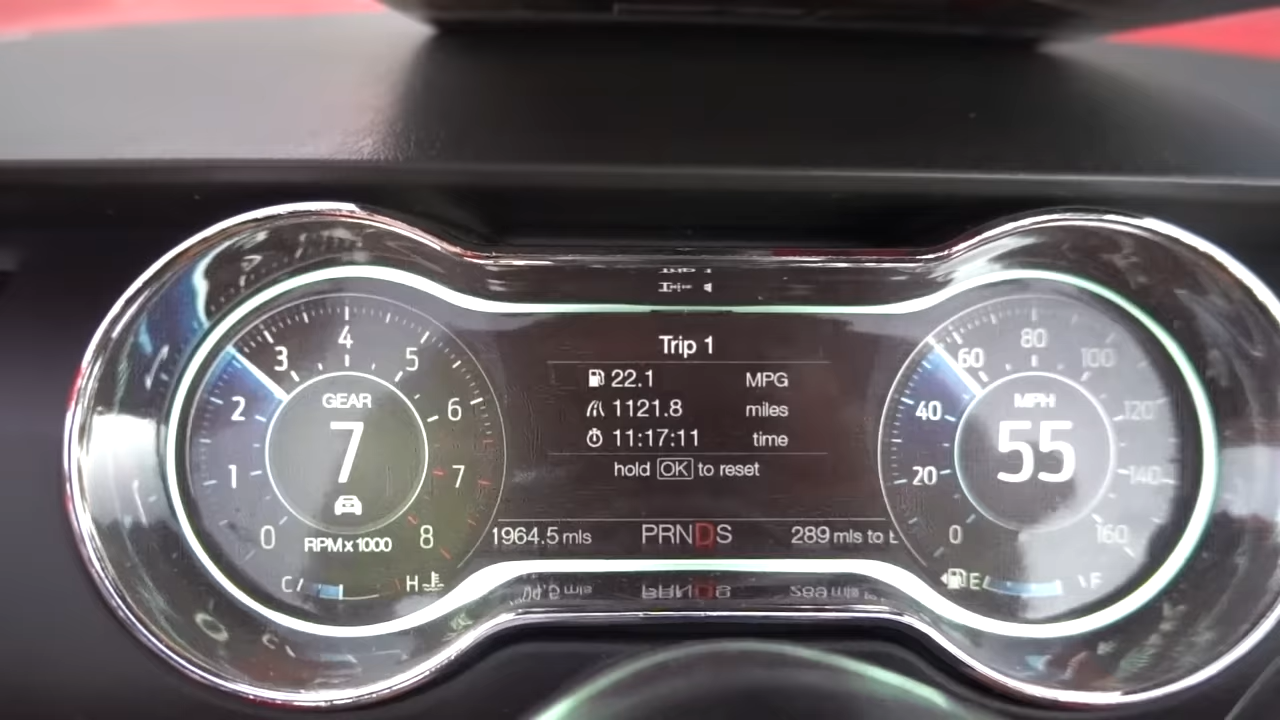 Trip 1
22.1 MPG
1121.8 miles
11:17:11 time
hold OK to reset
1964.5 mls
PRNDS
289 mls to
GEAR
7
RPMx1000
0
1
2
3
4
5
6
7
8
C
H
MPH
55
0
20
40
60
80
100
120
140
160
E
F